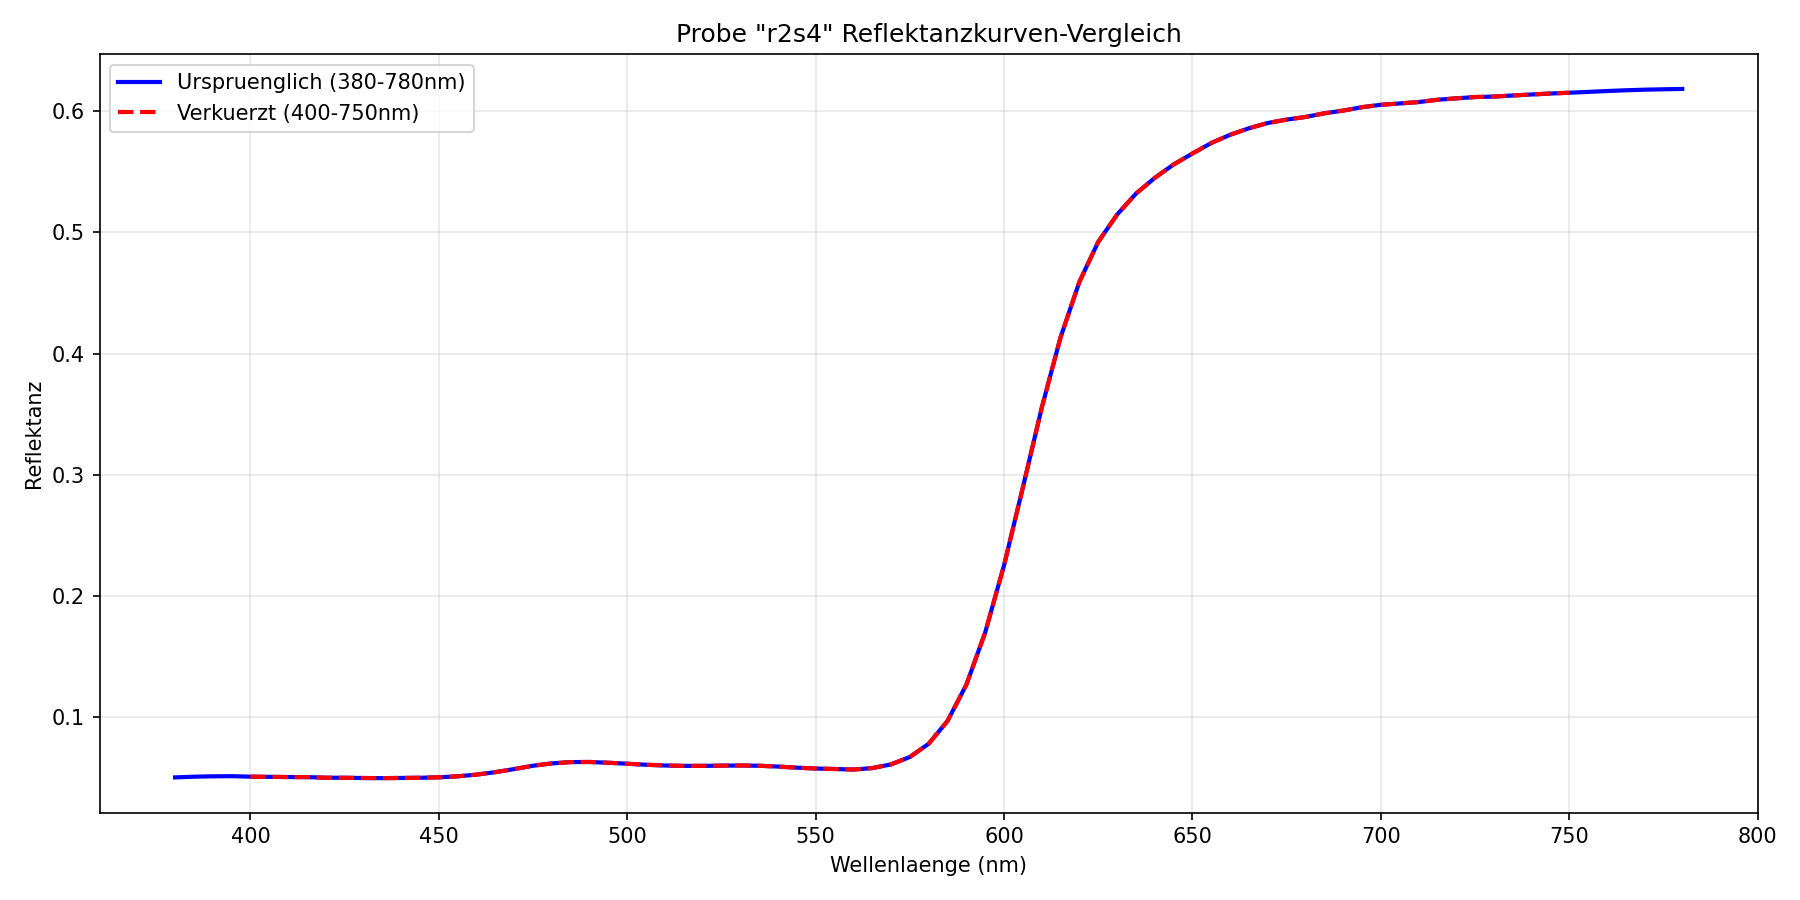 Probe "r2s4" Reflektanzkurven-Vergleich
Urspruenglich (380-780nm)
Verkuerzt (400-750nm)
Reflektanz
0.6
0.5
0.4
0.3
0.2
0.1
400 450 500 550 600 650 700 750 800
Wellenlaenge (nm)